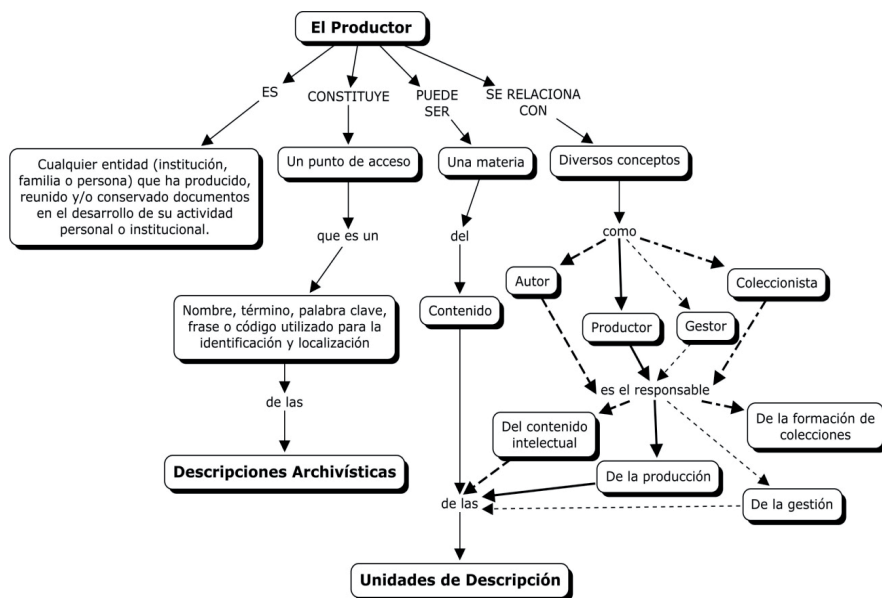 El Productor
ES
CONSTITUYE
PUEDE
SER
SE RELACIONA
CON
Cualquier entidad (institución,
familia o persona) que ha producido,
reunido y/o conservado documentos
en el desarrollo de su actividad
personal o institucional.
Un punto de acceso
Una materia
Diversos conceptos
que es un
del
como
Autor
Coleccionista
Nombre, término, palabra clave,
frase o código utilizado para la
identificación y localización
Contenido
Productor
Gestor
es el responsable
de las
Del contenido
intelectual
De la formación de
colecciones
Descripciones Archivísticas
De la producción
de las
De la gestión
Unidades de Descripción